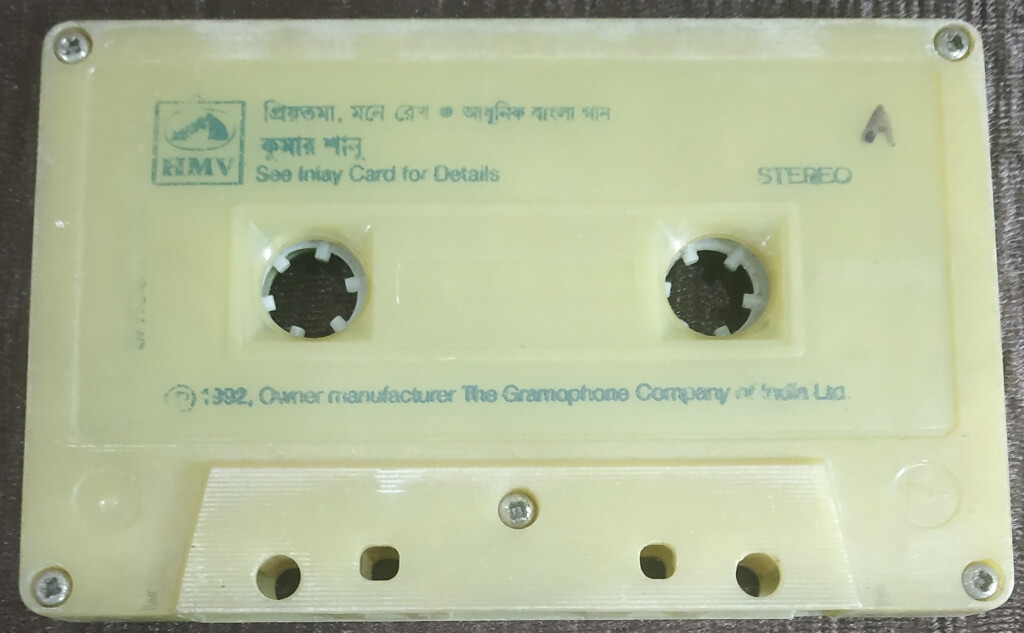 প্রিয়তমা, মনে রেখ • আধুনিক বাংলা গান
কুমার শানু
HMV
See Inlay Card for Details
STEREO
A
℗ 1992, Owner manufacturer The Gramophone Company of India Ltd.